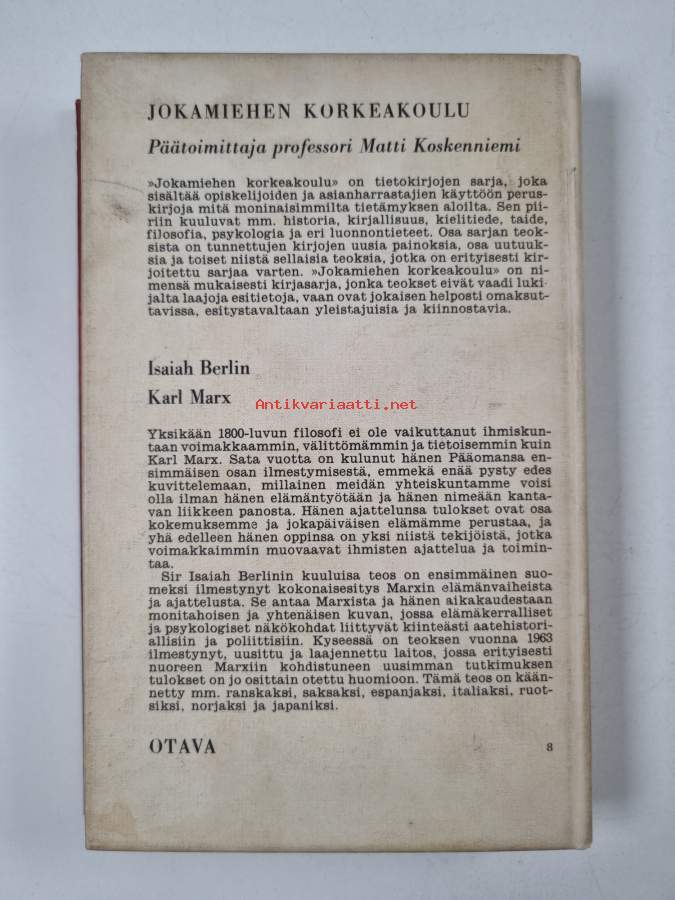 JOKAMIEHEN KORKEAKOULU
Päätoimittaja professori Matti Koskenniemi
»Jokamiehen korkeakoulu» on tietokirjojen sarja, joka
sisältää opiskelijoiden ja asianharrastajien käyttöön perus-
kirjoja mitä moninaisimmilta tietämyksen aloilta. Sen pii-
riin kuuluvat mm. historia, kirjallisuus, kielitiede, taide,
filosofia, psykologia ja eri luonnontieteet. Osa sarjan teok-
sista on tunnettujen kirjojen uusia painoksia, osa uutuuk-
sia ja toiset niistä sellaisia teoksia, jotka on erityisesti kir-
joitettu sarjaa varten. »Jokamiehen korkeakoulu» on ni-
mensä mukaisesti kirjasarja, jonka teokset eivät vaadi luki-
jalta laajoja esitietoja, vaan ovat jokaisen helposti omaksut-
tavissa, esitystavaltaan yleistajuisia ja kiinnostavia.
Isaiah Berlin
Karl Marx
Antikvariaatti.net
Yksikään 1800-luvun filosofi ei ole vaikuttanut ihmiskun-
taan voimakkaammin, välittömämmin ja tietoisemmin kuin
Karl Marx. Sata vuotta on kulunut hänen Pääomansa en-
simmäisen osan ilmestymisestä, emmekä enää pysty edes
kuvittelemaan, millainen meidän yhteiskuntamme voisi
olla ilman hänen elämäntyötään ja hänen nimeään kanta-
van liikkeen panosta. Hänen ajattelunsa tulokset ovat osa
kokemuksemme ja jokapäiväisen elämämme perustaa, ja
yhä edelleen hänen oppinsa on yksi niistä tekijöistä, jotka
voimakkaimmin muovaavat ihmisten ajattelua ja toimin-
taa.
Sir Isaiah Berlinin kuuluisa teos on ensimmäinen suo-
meksi ilmestynyt kokonaisesitys Marxin elämänvaiheista
ja ajattelusta. Se antaa Marxista ja hänen aikakaudestaan
monitahoisen ja yhtenäisen kuvan, jossa elämäkerralliset
ja psykologiset näkökohdat liittyvät kiinteästi aatehistori-
allisiin ja poliittisiin. Kyseessä on teoksen vuonna 1963
ilmestynyt, uusittu ja laajennettu laitos, jossa erityisesti
nuoreen Marxiin kohdistuneen uusimman tutkimuksen
tulokset on jo osittain otettu huomioon. Tämä teos on kään-
netty mm. ranskaksi, saksaksi, espanjaksi, italiaksi, ruot-
siksi, norjaksi ja japaniksi.
OTAVA
8